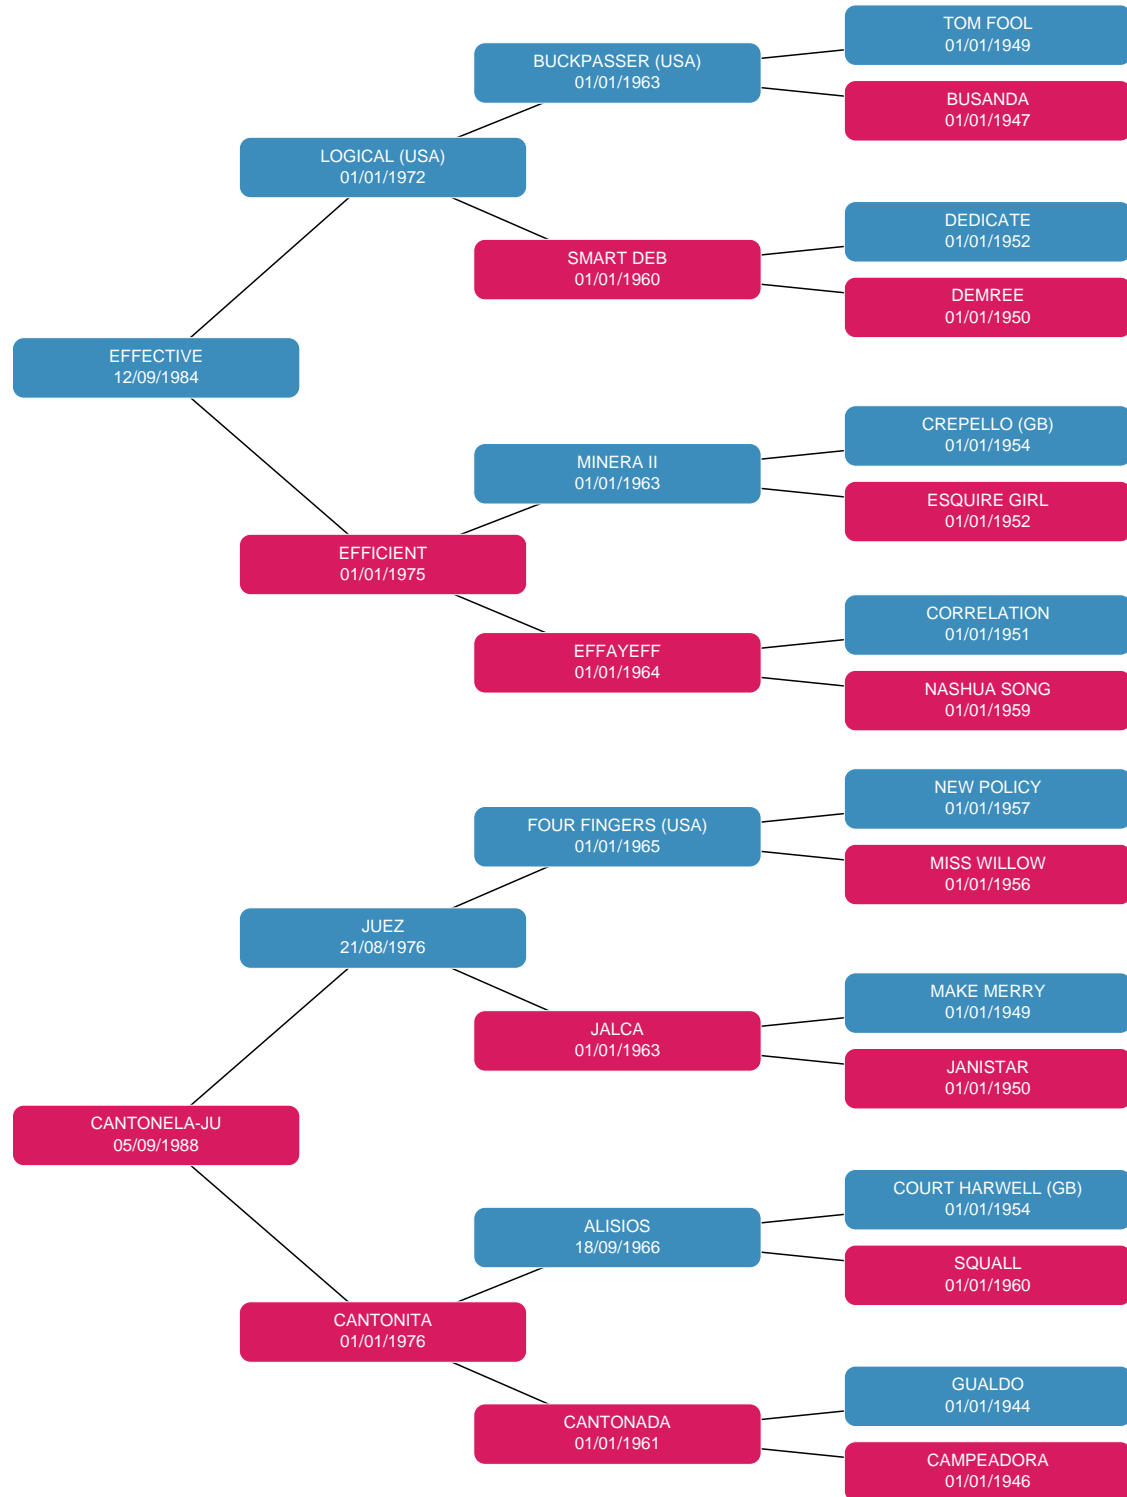 TOM FOOL
01/01/1949
BUCKPASSER (USA)
01/01/1963
BUSANDA
01/01/1947
LOGICAL (USA)
01/01/1972
DEDICATE
01/01/1952
SMART DEB
01/01/1960
DEMREE
01/01/1950
EFFECTIVE
12/09/1984
CREPELLO (GB)
01/01/1954
MINERA II
01/01/1963
ESQUIRE GIRL
01/01/1952
EFFICIENT
01/01/1975
CORRELATION
01/01/1951
EFFAYEFF
01/01/1964
NASHUA SONG
01/01/1959
NEW POLICY
01/01/1957
FOUR FINGERS (USA)
01/01/1965
MISS WILLOW
01/01/1956
JUEZ
21/08/1976
MAKE MERRY
01/01/1949
JALCA
01/01/1963
JANISTAR
01/01/1950
CANTONELA-JU
05/09/1988
COURT HARWELL (GB)
01/01/1954
ALISIOS
18/09/1966
SQUALL
01/01/1960
CANTONITA
01/01/1976
GUALDO
01/01/1944
CANTONADA
01/01/1961
CAMPEADORA
01/01/1946